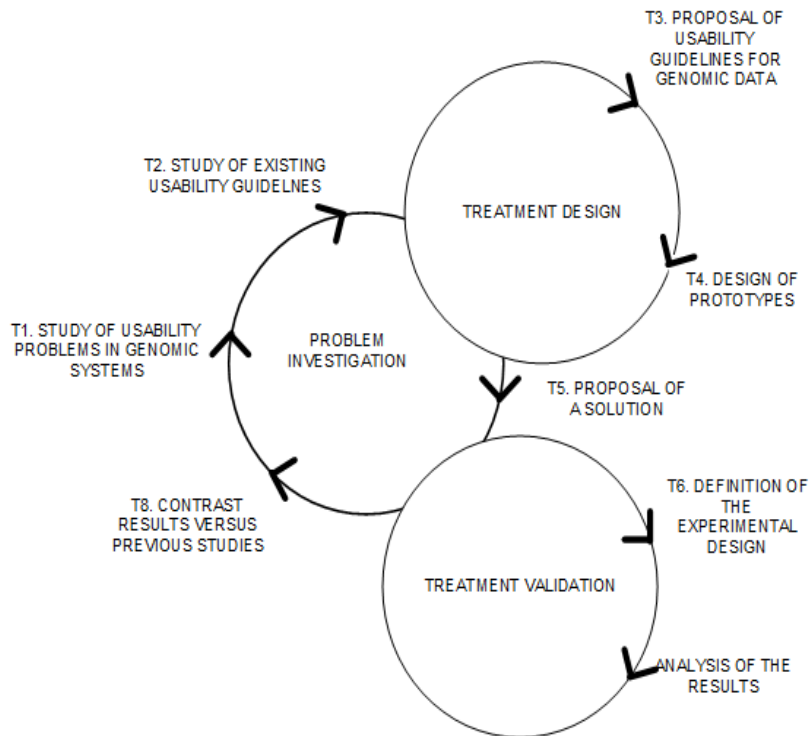 T3. PROPOSAL OF
USABILITY
GUIDELINES FOR
GENOMIC DATA
T2. STUDY OF EXISTING
USABILITY GUIDELNES
TREATMENT DESIGN
T4. DESIGN OF
PROTOTYPES
T1. STUDY OF USABILITY
PROBLEMS IN GENOMIC
SYSTEMS
PROBLEM
INVESTIGATION
T5. PROPOSAL OF
A SOLUTION
T8. CONTRAST
RESULTS VERSUS
PREVIOUS STUDIES
T6. DEFINITION OF
THE
EXPERIMENTAL
DESIGN
TREATMENT VALIDATION
ANALYSIS OF THE
RESULTS